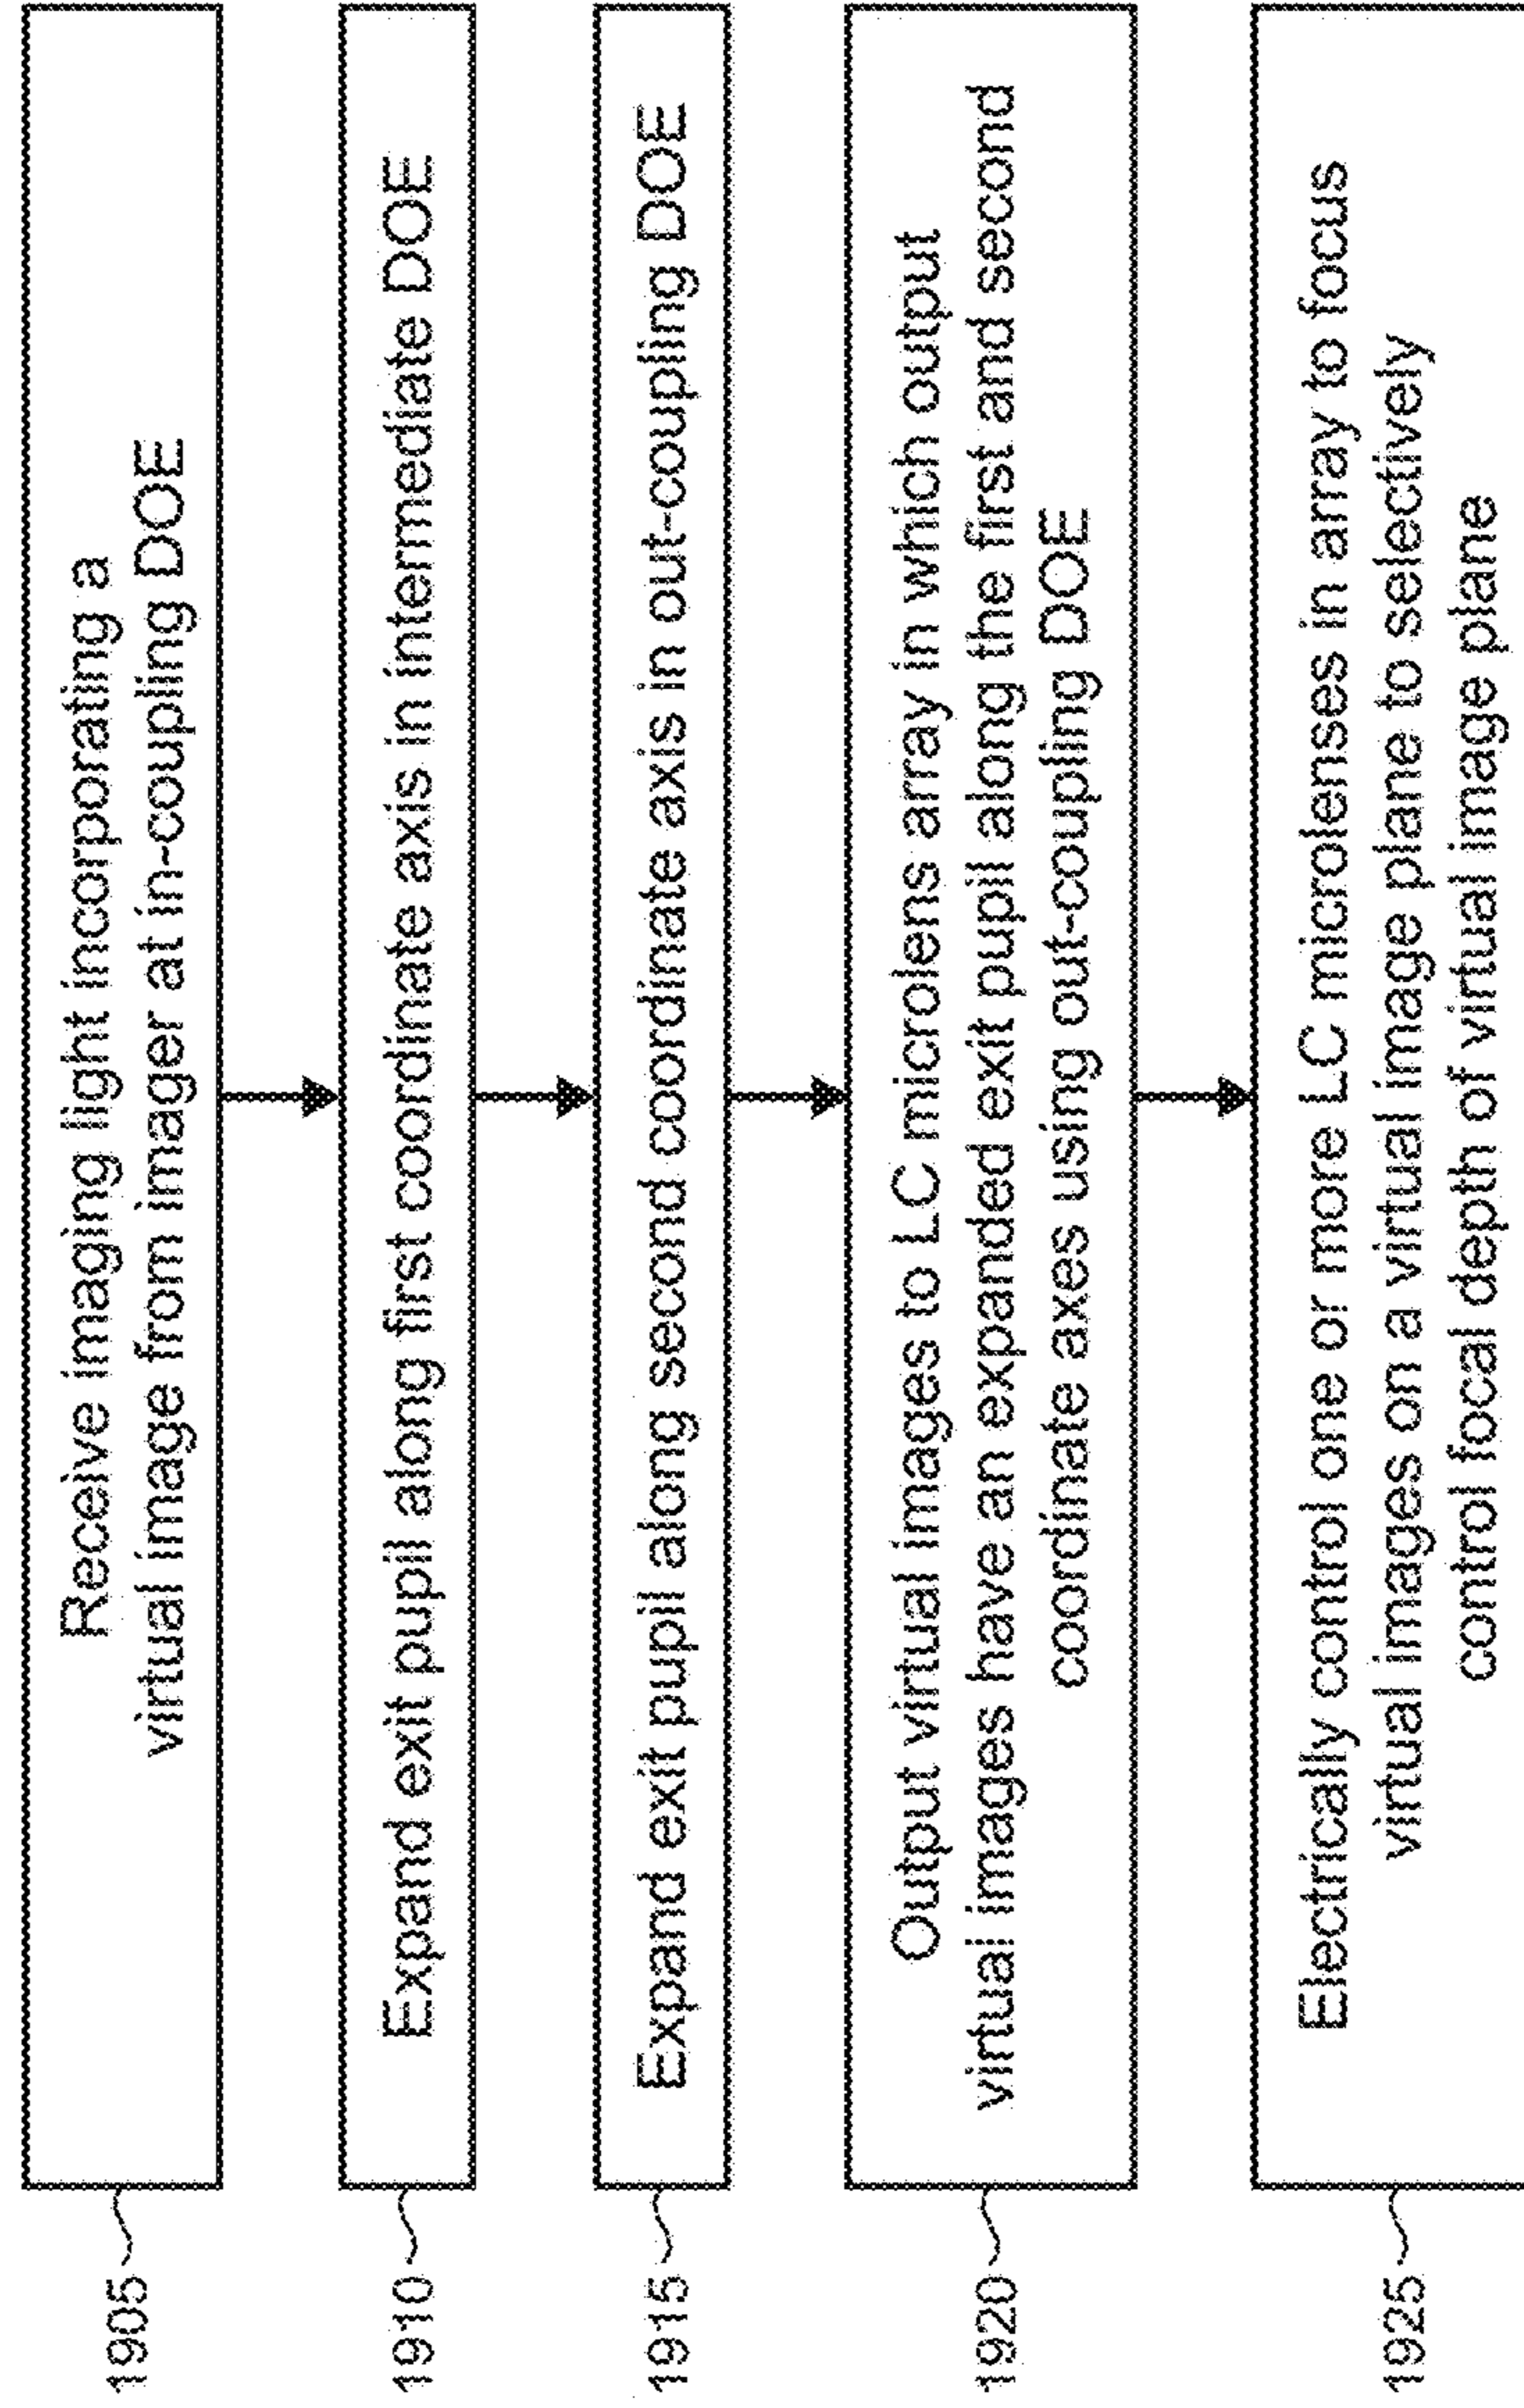 1905
Receive imaging light incorporating a
virtual image from imager at in-coupling DOE
1910
Expand exit pupil along first coordinate axis in intermediate DOE
1915
Expand exit pupil along second coordinate axis in out-coupling DOE
1920
Output virtual images to LC microlens array in which output
virtual images have an expanded exit pupil along the first and second
coordinate axes using out-coupling DOE
1925
Electrically control one or more LC microlenses in array to focus
virtual images on a virtual image plane to selectively
control focal depth of virtual image plane